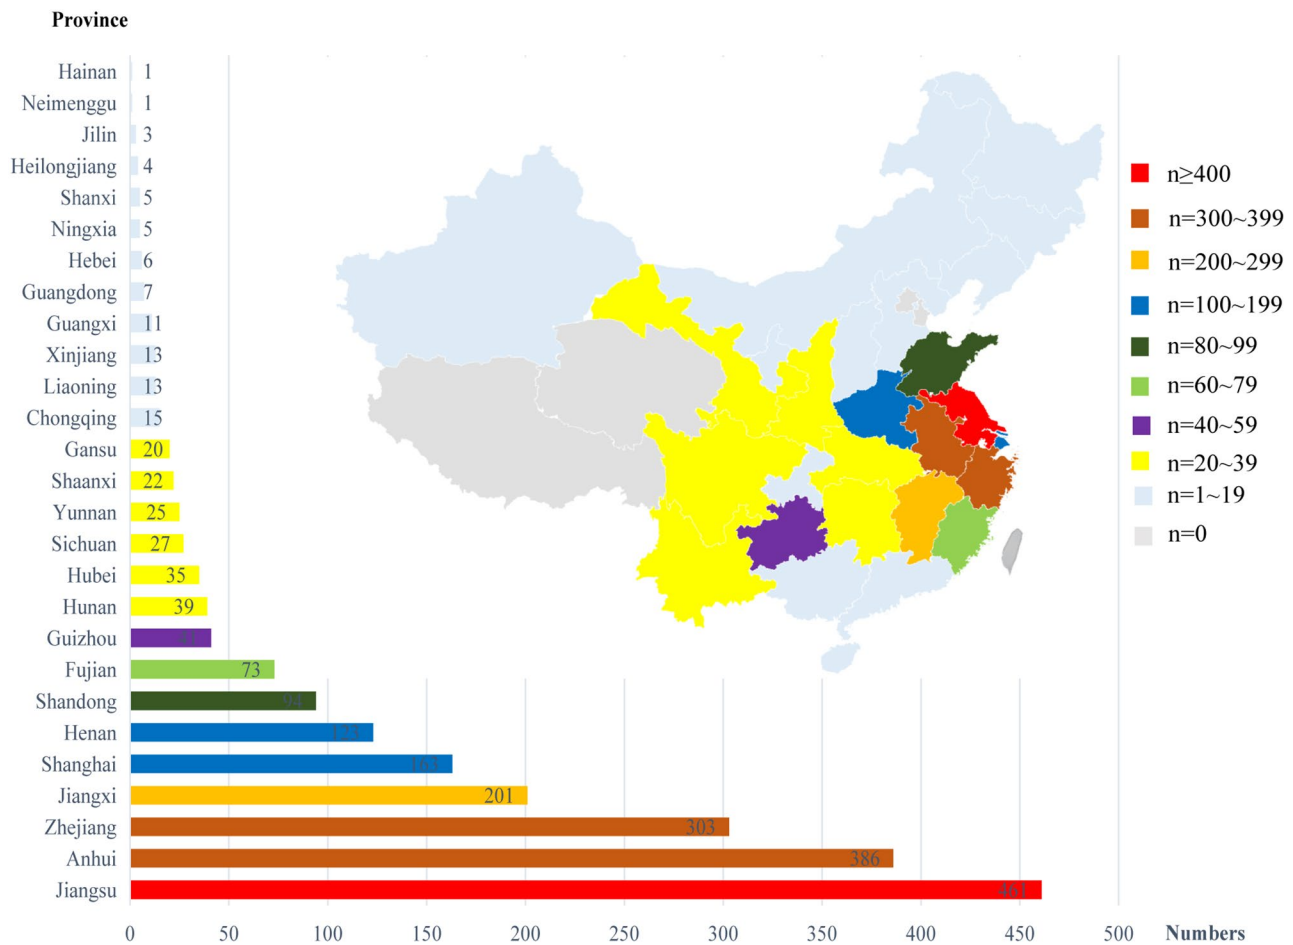 Province
Hainan 1
Neimenggu 1
Jilin 3
Heilongjiang 4
Shanxi 5
Ningxia 5
Hebei 6
Guangdong 7
Guangxi 11
Xinjiang 13
Liaoning 13
Chongqing 15
Gansu 20
Shaanxi 22
Yunnan 25
Sichuan 27
Hubei 35
Hunan 39
Guizhou
Fujian 73
Shandong 94
Henan 123
Shanghai 163
Jiangxi 201
Zhejiang 303
Anhui 386
Jiangsu 461
0 50 100 150 200 250 300 350 400 450 500 Numbers
n≥400
n=300~399
n=200~299
n=100~199
n=80~99
n=60~79
n=40~59
n=20~39
n=1~19
n=0